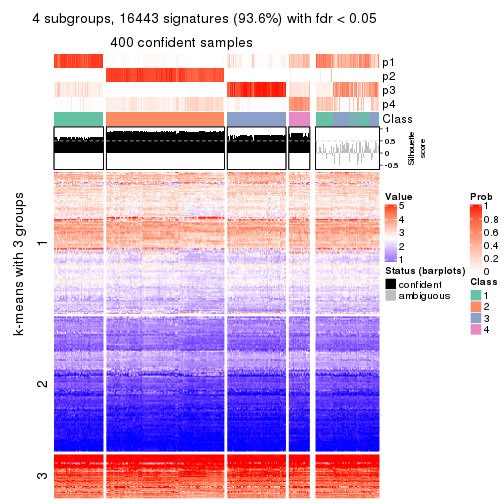 4 subgroups, 16443 signatures (93.6%) with fdr < 0.05
400 confident samples
p1
p2
p3
p4
Class
1
0.5
0
-0.5
Silhouette
score
k-means with 3 groups
1
2
3
Value
5
4
3
2
1
Status (barplots)
confident
ambiguous
Prob
1
0.8
0.6
0.4
0.2
0
Class
1
2
3
4